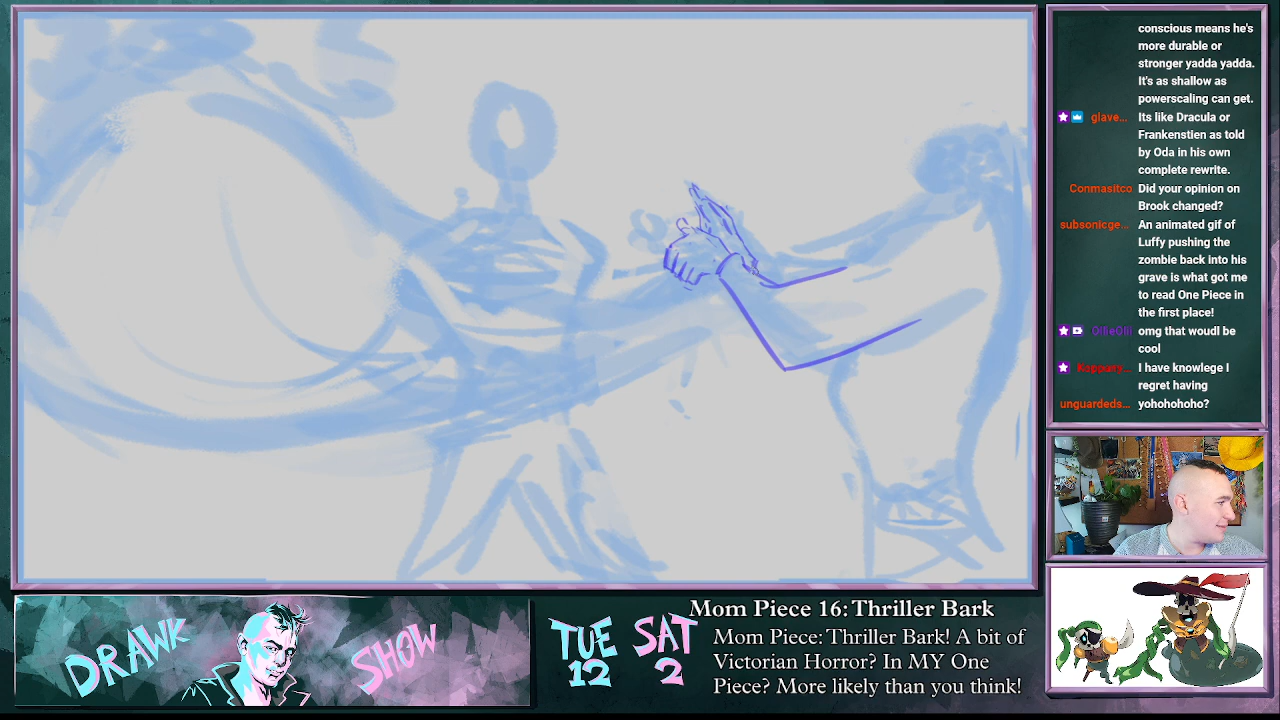 conscious means he's
more durable or
stronger yadda yadda.
It's as shallow as
powerscaling can get.
glave... Its like Dracula or
Frankenstien as told
by Oda in his own
complete rewrite.
Conmasitco Did your opinion on
Brook changed?
subsonicge... An animated gif of
Luffy pushing the
zombie back into his
grave is what got me
to read One Piece in
the first place!
OllieOlli omg that woudl be
cool
Kappury... I have knowlege I
regret having
unguardeds... yohohohoho?
DRAWK
SHOW
TUE
12
SAT
2
Mom Piece 16: Thriller Bark
Mom Piece: Thriller Bark! A bit of
Victorian Horror? In MY One
Piece? More likely than you think!